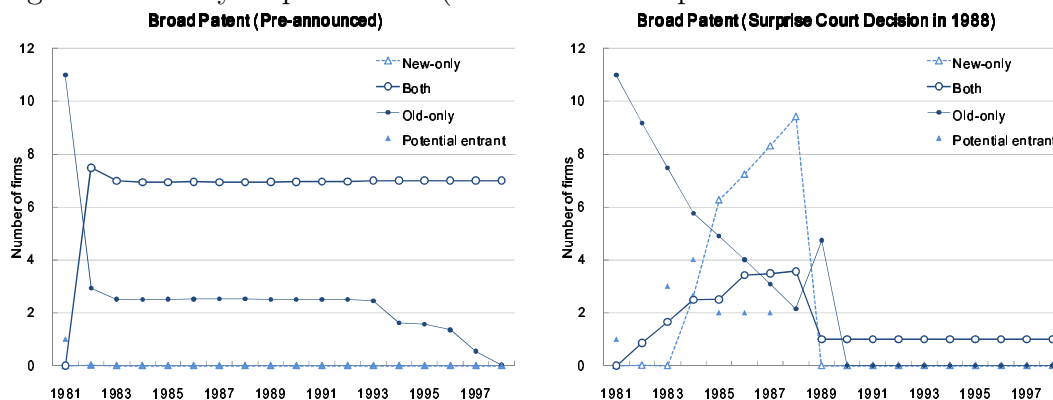 Broad Patent (Pre-announced)
12
10
8
6
4
2
0
Number of firms
New-only
Both
Old-only
Potential entrant
1981 1983 1985 1987 1989 1991 1993 1995 1997
Broad Patent (Surprise Court Decision in 1988)
12
10
8
6
4
2
0
Number of firms
New-only
Both
Old-only
Potential entrant
1981 1983 1985 1987 1989 1991 1993 1995 1997